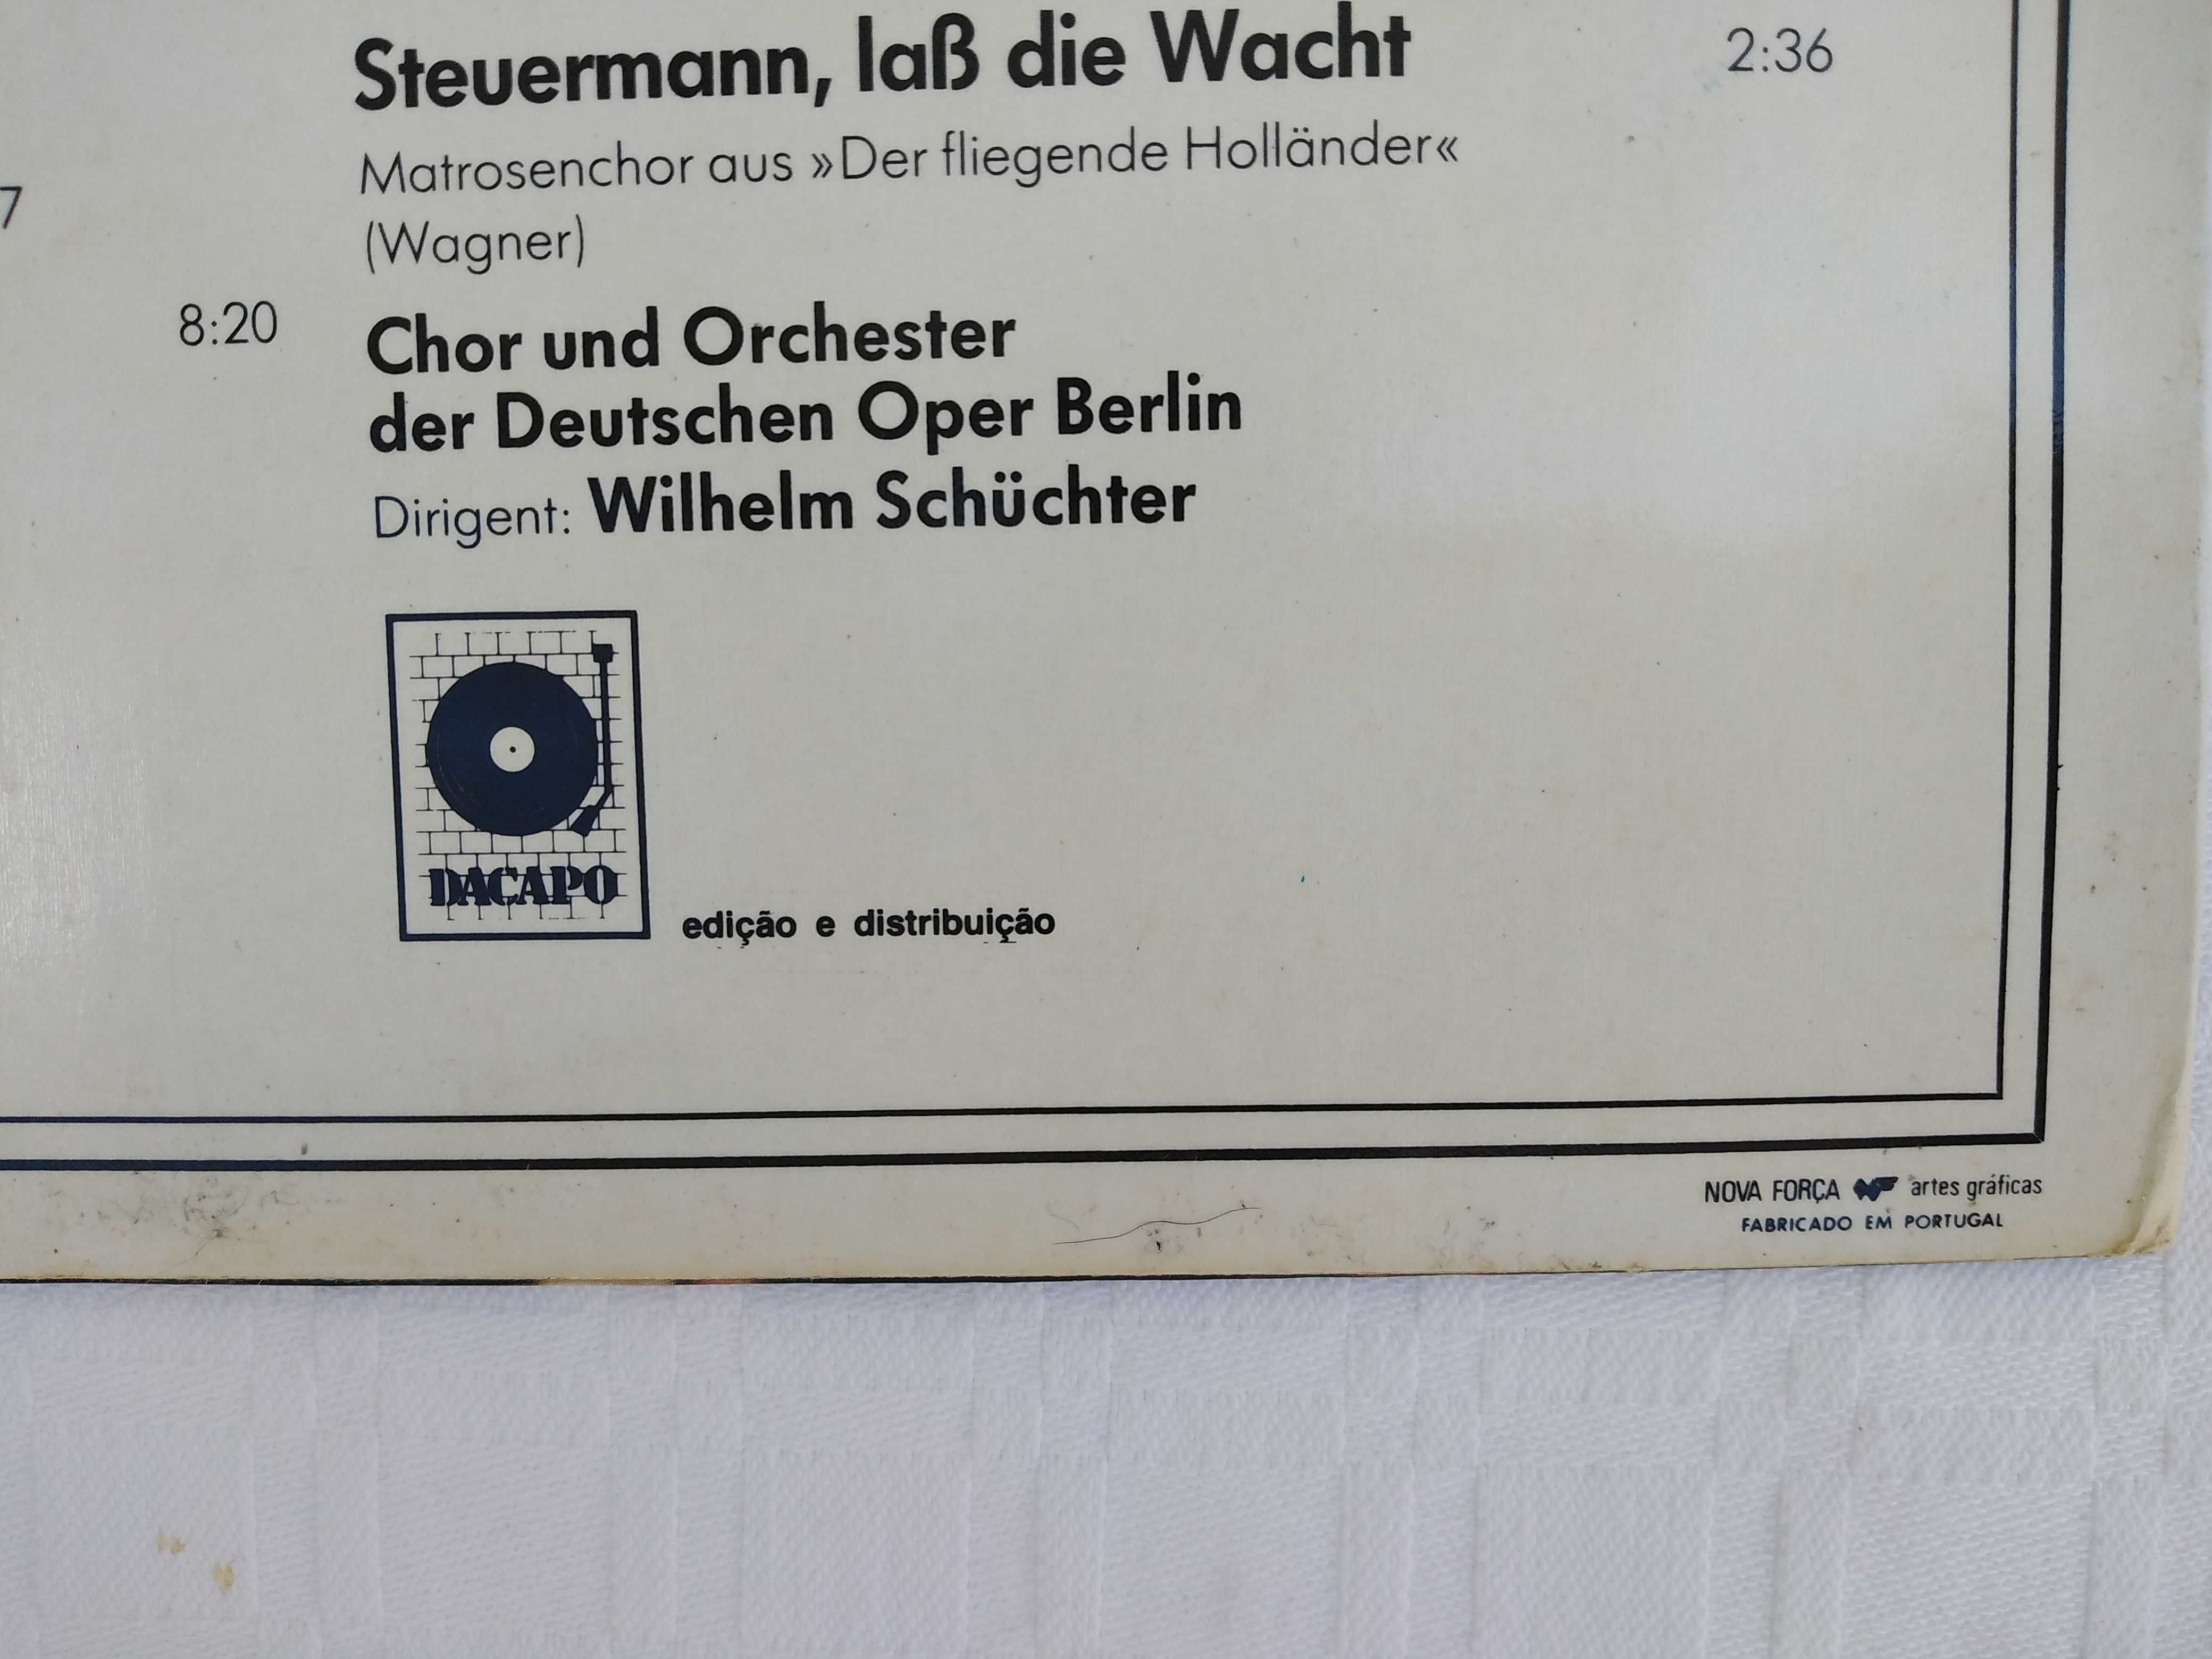 Steuermann, laß die Wacht 2:36
Matrosenchor aus »Der fliegende Holländer«
(Wagner)
7
8:20
Chor und Orchester
der Deutschen Oper Berlin
Dirigent: Wilhelm Schüchter
DACAPO
edição e distribuição
NOVA FORÇA artes gráficas
FABRICADO EM PORTUGAL